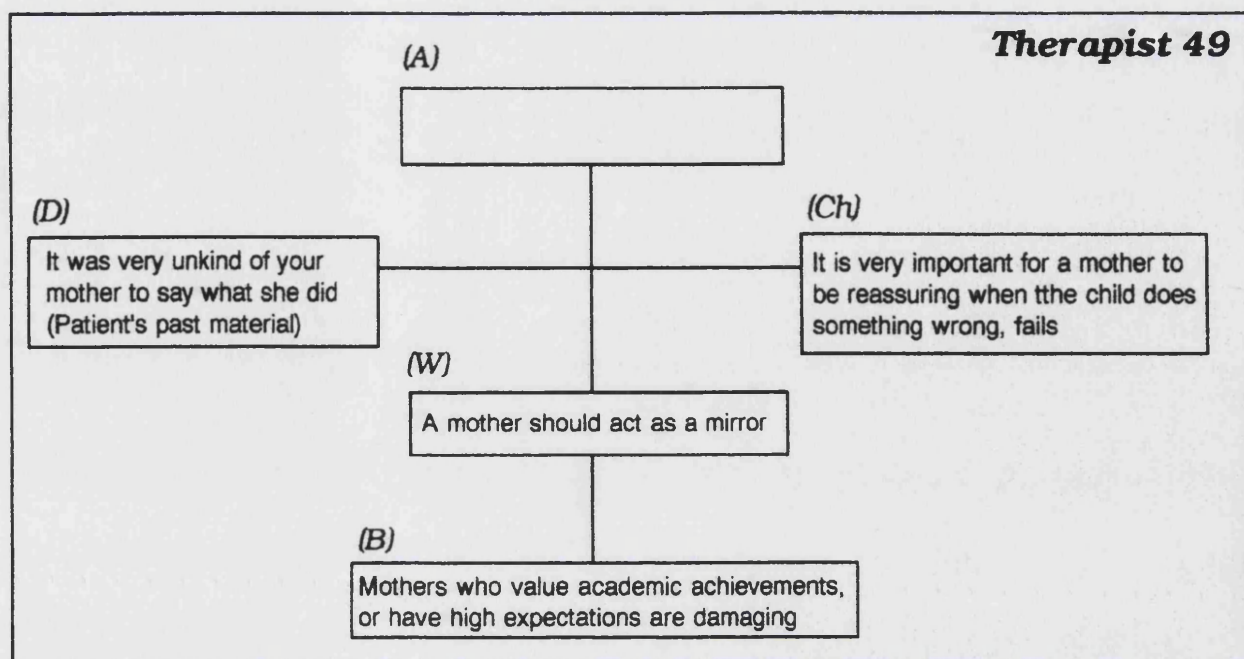 Therapist 49
(A)
(D)
It was very unkind of your
mother to say what she did
(Patient's past material)
(Ch)
It is very important for a mother to
be reassuring when tthe child does
something wrong, fails
(W)
A mother should act as a mirror
(B)
Mothers who value academic achievements,
or have high expectations are damaging